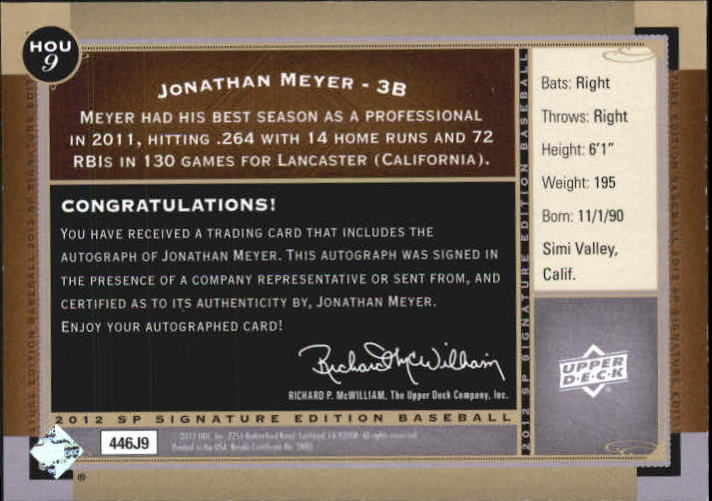 HOU
9
JONATHAN MEYER - 3B
MEYER HAD HIS BEST SEASON AS A PROFESSIONAL
IN 2011, HITTING .264 WITH 14 HOME RUNS AND 72
RBIS IN 130 GAMES FOR LANCASTER (CALIFORNIA).
CONGRATULATIONS!
YOU HAVE RECEIVED A TRADING CARD THAT INCLUDES THE
AUTOGRAPH OF JONATHAN MEYER. THIS AUTOGRAPH WAS SIGNED IN
THE PRESENCE OF A COMPANY REPRESENTATIVE OR SENT FROM, AND
CERTIFIED AS TO ITS AUTHENTICITY BY, JONATHAN MEYER.
ENJOY YOUR AUTOGRAPHED CARD!
Richard McWilliam
RICHARD P. McWILLIAM, The Upper Deck Company, Inc.
2012 SP SIGNATURE EDITION BASEBALL
446J9
2012 SP SIGNATURE EDITION BASEBALL
Bats: Right
Throws: Right
Height: 6'1"
Weight: 195
Born: 11/1/90
Simi Valley,
Calif.
UPPER
D·E·C·K
®